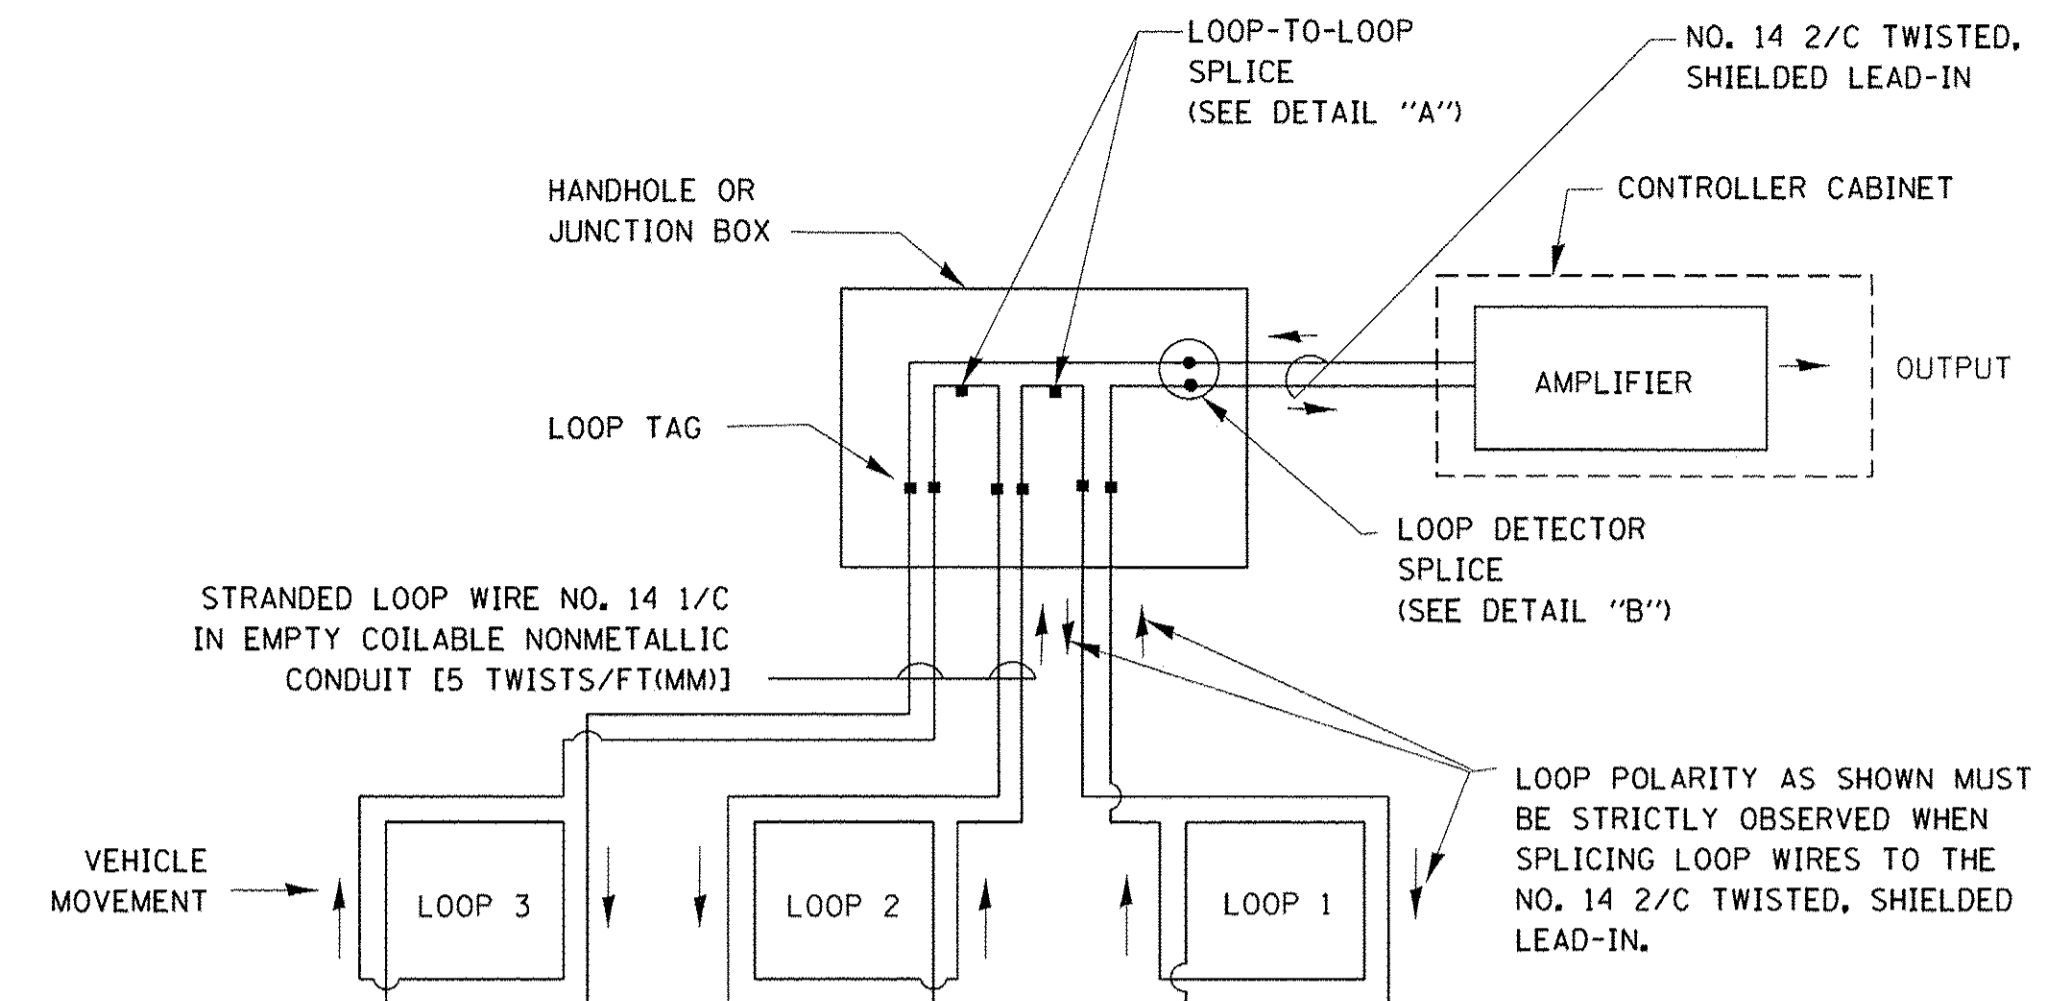 LOOP-TO-LOOP
SPLICE
(SEE DETAIL "A")
NO. 14 2/C TWISTED,
SHIELDED LEAD-IN
HANDHOLE OR
JUNCTION BOX
CONTROLLER CABINET
AMPLIFIER
OUTPUT
LOOP TAG
LOOP DETECTOR
SPLICE
(SEE DETAIL "B")
STRANDED LOOP WIRE NO. 14 1/C
IN EMPTY COILABLE NONMETALLIC
CONDUIT [5 TWISTS/FT(MM)]
LOOP POLARITY AS SHOWN MUST
BE STRICTLY OBSERVED WHEN
SPLICING LOOP WIRES TO THE
NO. 14 2/C TWISTED, SHIELDED
LEAD-IN.
VEHICLE
MOVEMENT
LOOP 3
LOOP 2
LOOP 1